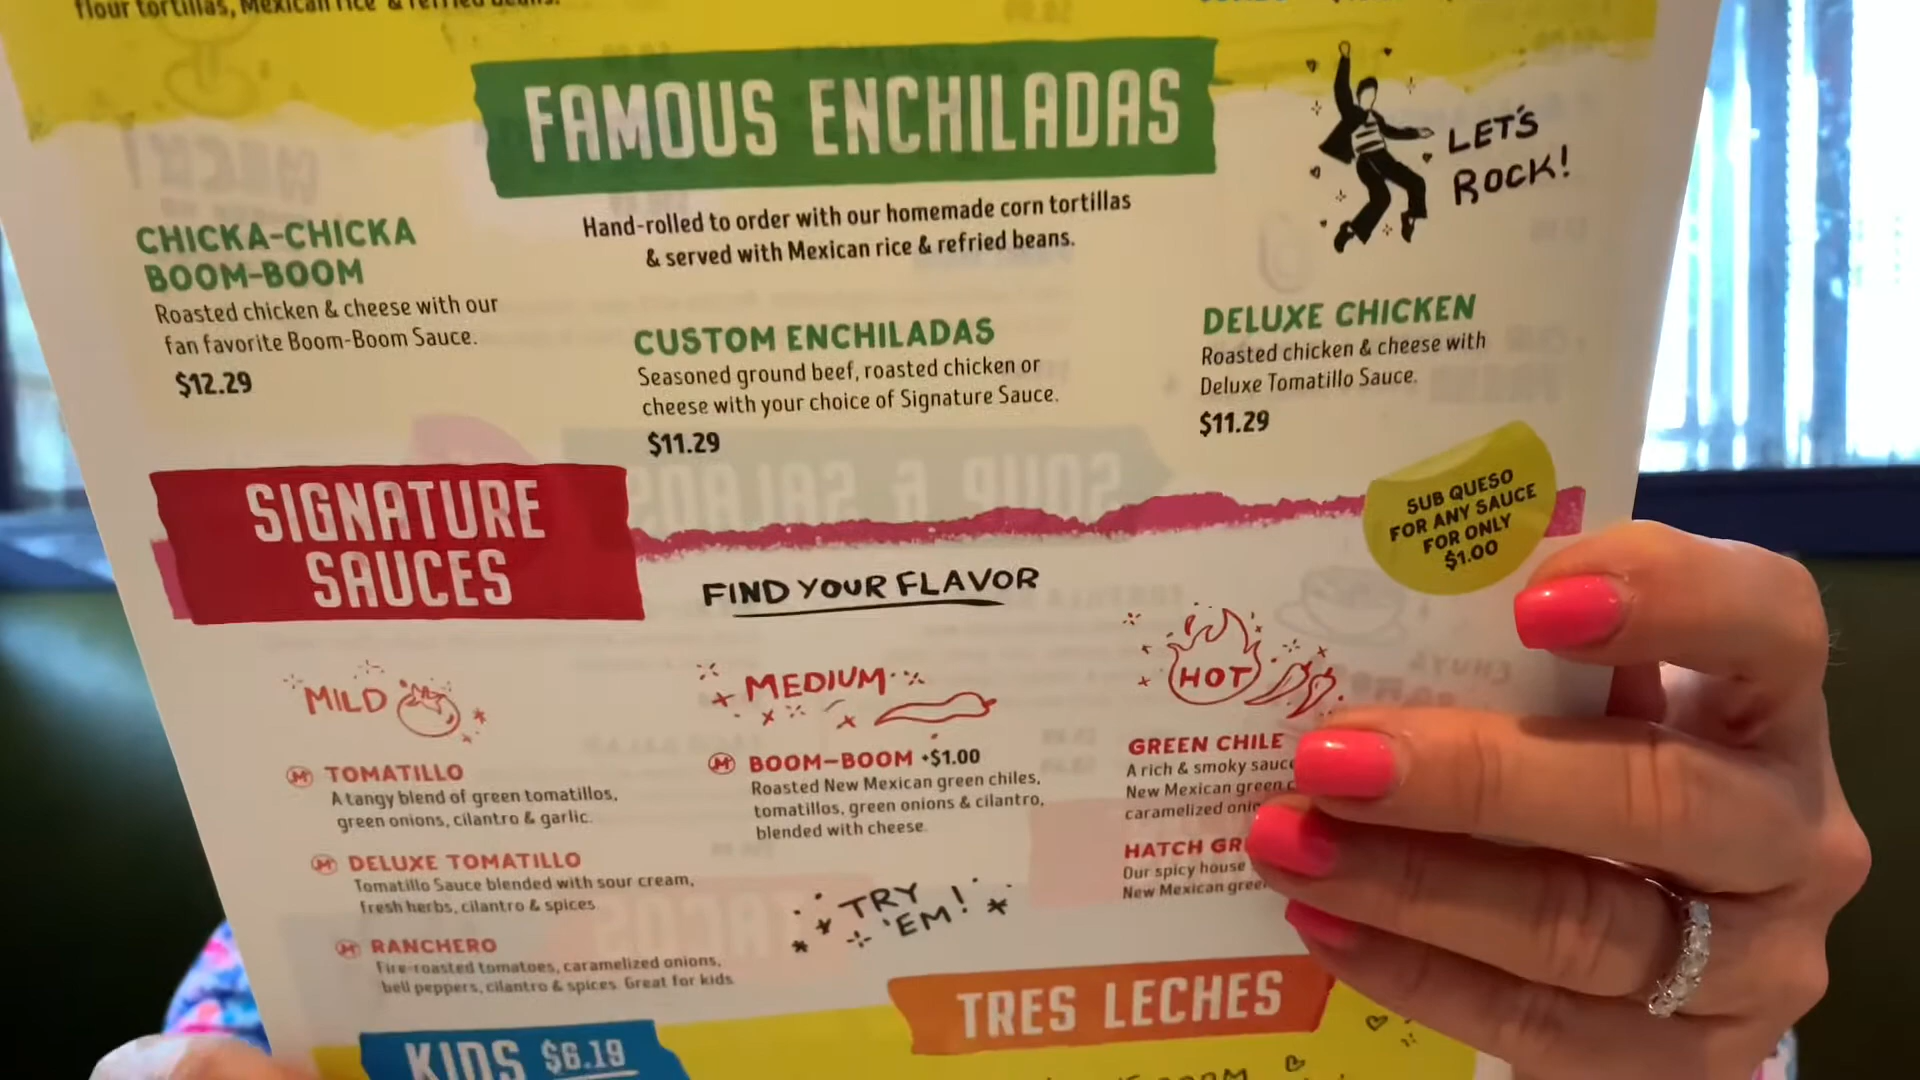 flour tortillas, Mexican rice & refried beans.
FAMOUS ENCHILADAS
LET'S
ROCK!
Hand-rolled to order with our homemade corn tortillas
& served with Mexican rice & refried beans.
CHICKA-CHICKA
BOOM-BOOM
Roasted chicken & cheese with our
fan favorite Boom-Boom Sauce.
$12.29
CUSTOM ENCHILADAS
Seasoned ground beef, roasted chicken or
cheese with your choice of Signature Sauce.
$11.29
DELUXE CHICKEN
Roasted chicken & cheese with
Deluxe Tomatillo Sauce.
$11.29
SIGNATURE
SAUCES
FIND YOUR FLAVOR
SUB QUESO
FOR ANY SAUCE
FOR ONLY
$1.00
MILD
M TOMATILLO
A tangy blend of green tomatillos,
green onions, cilantro & garlic.
M DELUXE TOMATILLO
Tomatillo Sauce blended with sour cream,
fresh herbs, cilantro & spices.
M RANCHERO
Fire-roasted tomatoes, caramelized onions,
bell peppers, cilantro & spices. Great for kids.
MEDIUM
M BOOM-BOOM +$1.00
Roasted New Mexican green chiles,
tomatillos, green onions & cilantro,
blended with cheese.
TRY
'EM!
HOT
GREEN CHILE
A rich & smoky sauce
New Mexican green
caramelized
HATCH
Our spicy house
New Mexican
KIDS $6.19
TRES LECHES